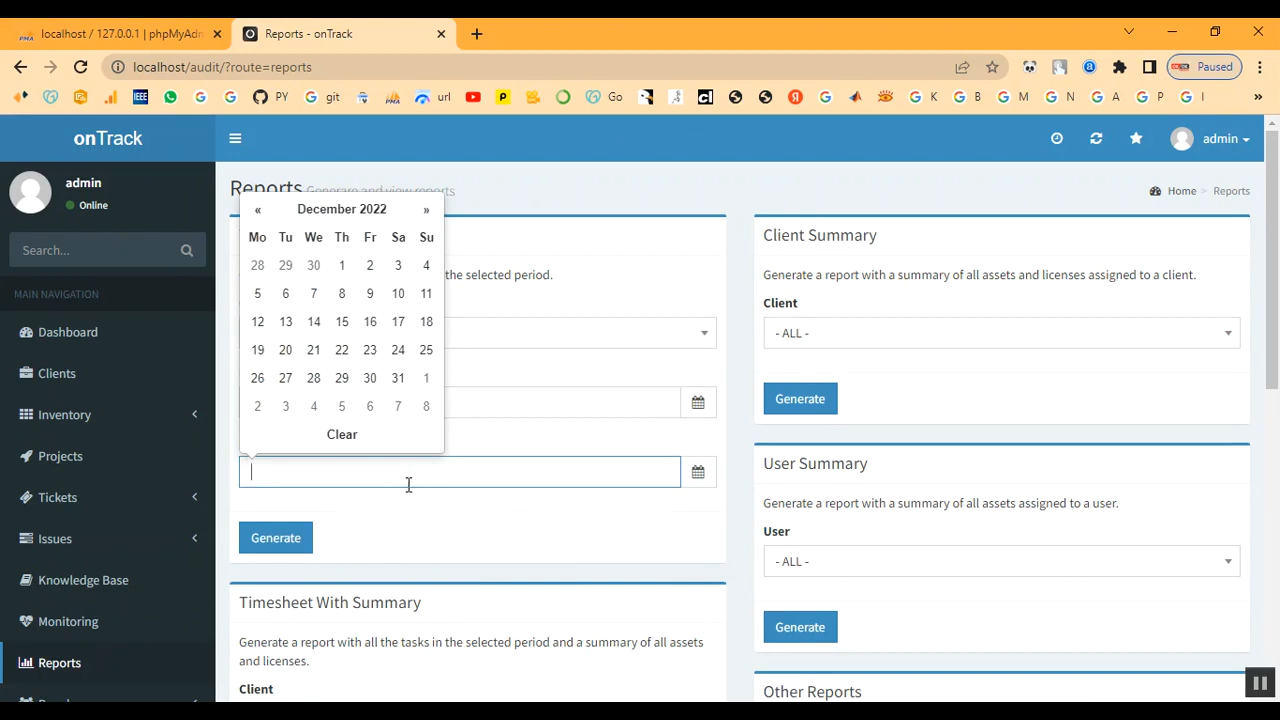 localhost / 127.0.0.1 | phpMyAdn
Reports - onTrack
localhost/audit/?route=reports
Paused
IEEE
PY
git
url
Go
K
B
M
N
A
P
I
»
onTrack
admin
admin
Online
Search...
MAIN NAVIGATION
Dashboard
Clients
Inventory
Projects
Tickets
Issues
Knowledge Base
Monitoring
Reports
Reports Generate and view reports
Home > Reports
« December 2022 »
Mo Tu We Th Fr Sa Su
28 29 30 1 2 3 4
5 6 7 8 9 10 11
12 13 14 15 16 17 18
19 20 21 22 23 24 25
26 27 28 29 30 31 1
2 3 4 5 6 7 8
Clear
the selected period.
Generate
Timesheet With Summary
Generate a report with all the tasks in the selected period and a summary of all assets
and licenses.
Client
Client Summary
Generate a report with a summary of all assets and licenses assigned to a client.
Client
- ALL -
Generate
User Summary
Generate a report with a summary of all assets assigned to a user.
User
- ALL -
Generate
Other Reports